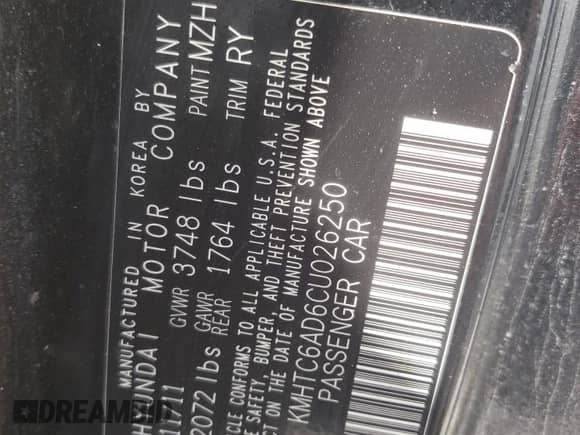 MANUFACTURED IN KOREA BY
HYUNDAI MOTOR COMPANY
GVWR 3748 lbs PAINT MZH
2072 lbs GAWR REAR 1764 lbs TRIM RY
CLE CONFORMS TO ALL APPLICABLE U.S.A. FEDERAL
SAFETY, BUMPER, AND THEFT PREVENTION STANDARDS
CT ON THE DATE OF MANUFACTURE SHOWN ABOVE
KMHTC6AD6CU026250
PASSENGER CAR
DREAMBID